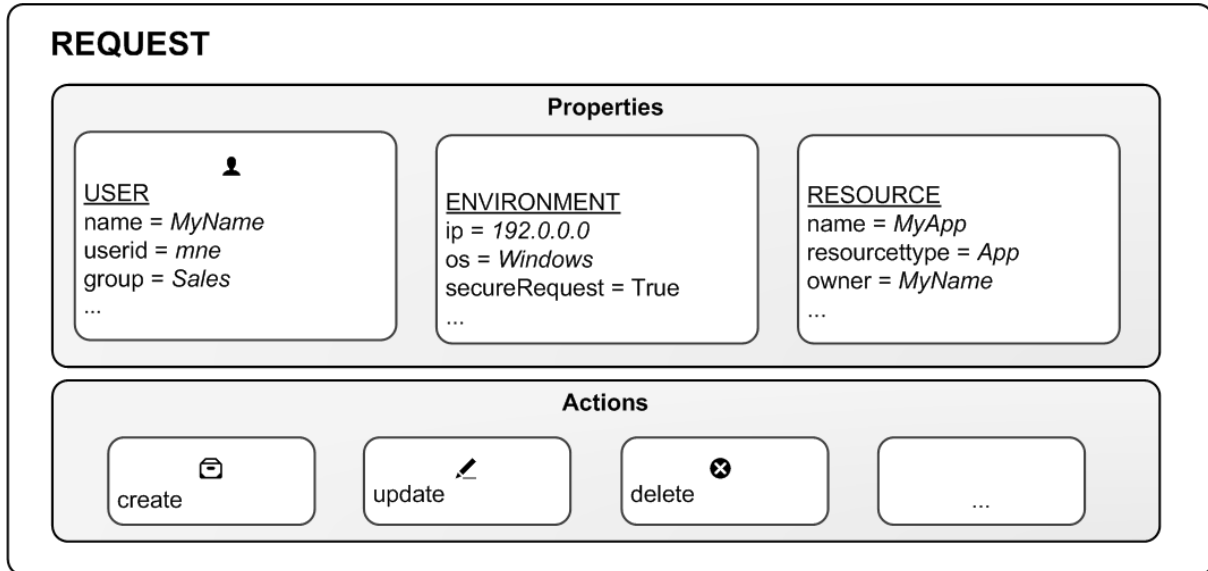 REQUEST
Properties
USER
name = MyName
userid = mne
group = Sales
...
ENVIRONMENT
ip = 192.0.0.0
os = Windows
secureRequest = True
...
RESOURCE
name = MyApp
resourcettype = App
owner = MyName
...
Actions
create
update
delete
...